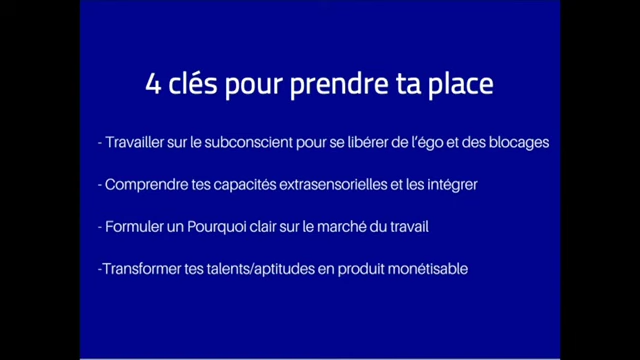 4 clés pour prendre ta place
- Travailler sur le subconscient pour se libérer de l'égo et des blocages
- Comprendre tes capacités extrasensorielles et les intégrer
- Formuler un Pourquoi clair sur le marché du travail
-Transformer tes talents/aptitudes en produit monétisable